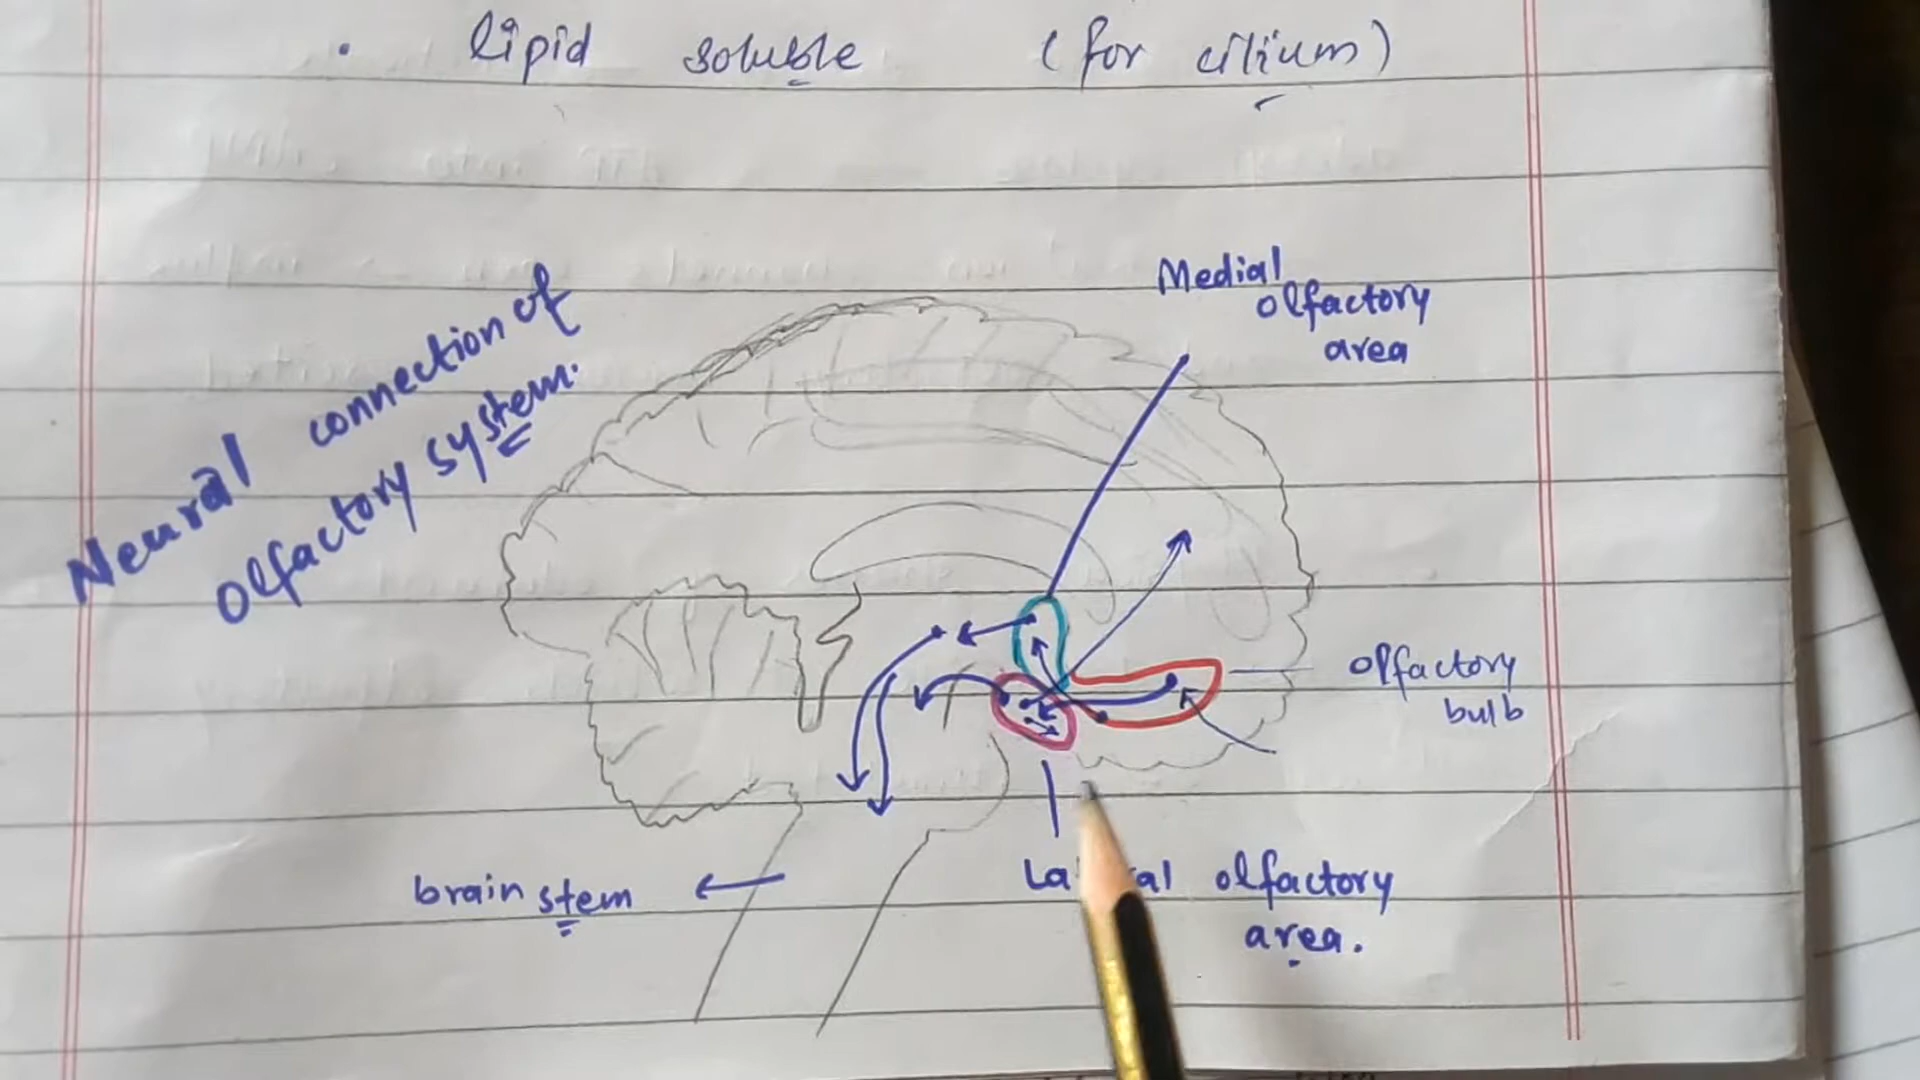 • lipid soluble (for cilium)
Neural connection of
olfactory system.
Medial
olfactory
area
olfactory
bulb
brain stem
olfactory
area.